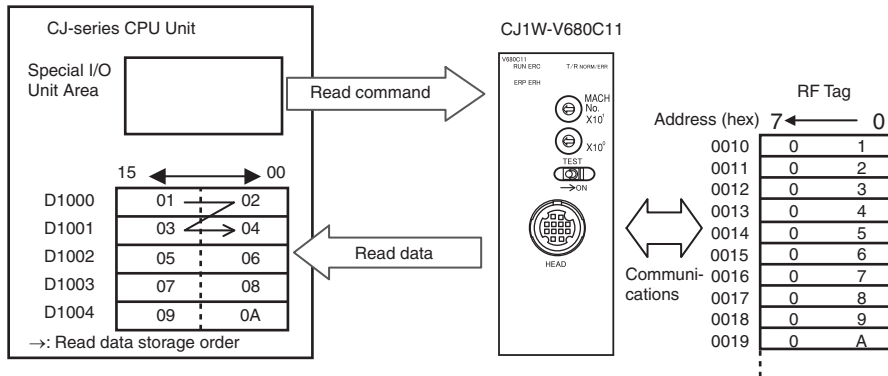 CJ-series CPU Unit
Special I/O
Unit Area
Read command
15 00
D1000 01 02
D1001 03 04
D1002 05 06
D1003 07 08
D1004 09 0A
→: Read data storage order
Read data
CJ1W-V680C11
V680C11
RUN ERC T/R NORM/ERR
ERP ERH
MACH
No.
X10¹
X10⁰
TEST
→ON
HEAD
Communi-
cations
RF Tag
Address (hex) 7 0
0010 0 1
0011 0 2
0012 0 3
0013 0 4
0014 0 5
0015 0 6
0016 0 7
0017 0 8
0018 0 9
0019 0 A